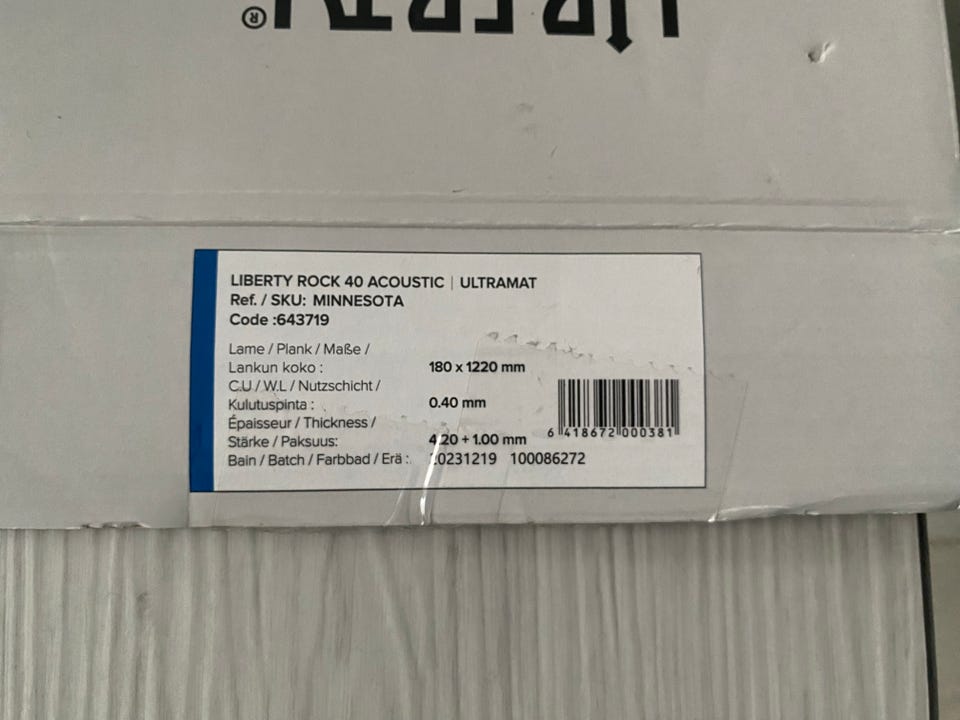 ®
LIBERTY ROCK 40 ACOUSTIC | ULTRAMAT
Ref. / SKU: MINNESOTA
Code :643719
Lame / Plank / Maße /
Lankun koko : 180 x 1220 mm
C.U / W.L / Nutzschicht /
Kulutuspinta : 0.40 mm
Épaisseur / Thickness /
Stärke / Paksuus: 4.20 + 1.00 mm
Bain / Batch / Farbbad / Erä : 20231219 100086272
6 418672 000381